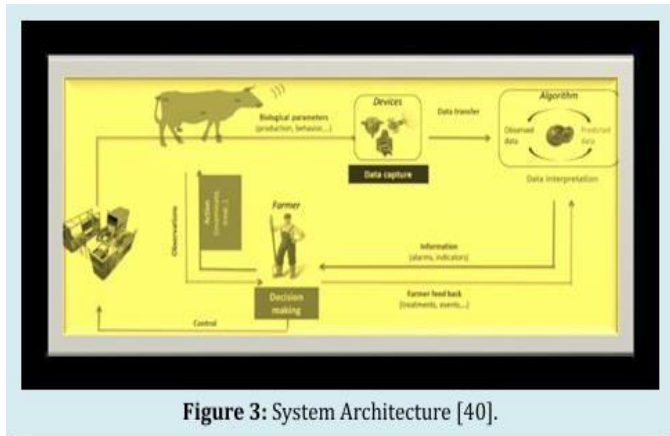 Devices
Algorithm
Biological parameters
(production, behavior,...)
Data transfer
Observed
data
Predicted
data
Data capture
Data interpretation
Observations
Action
Farmer
Information
(alarms, indicators)
Decision
making
Farmer feed back
(treatments, events,...)
Control
Figure 3: System Architecture [40].